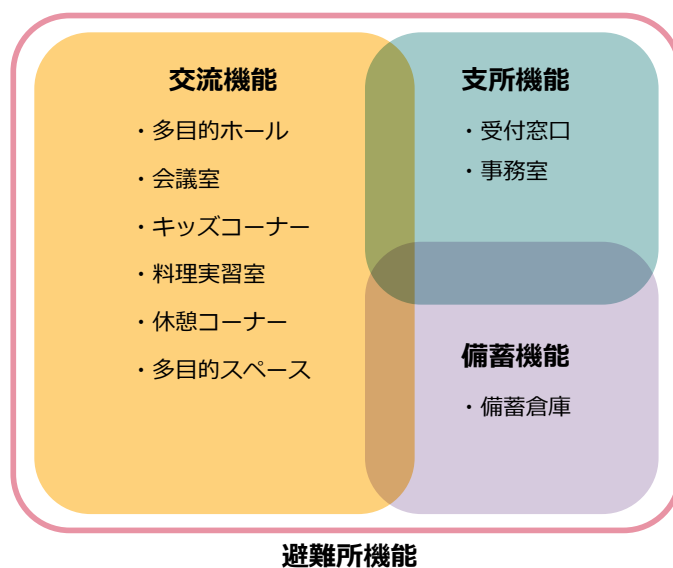 交流機能
・多目的ホール
・会議室
・キッズコーナー
・料理実習室
・休憩コーナー
・多目的スペース
支所機能
・受付窓口
・事務室
備蓄機能
・備蓄倉庫
避難所機能